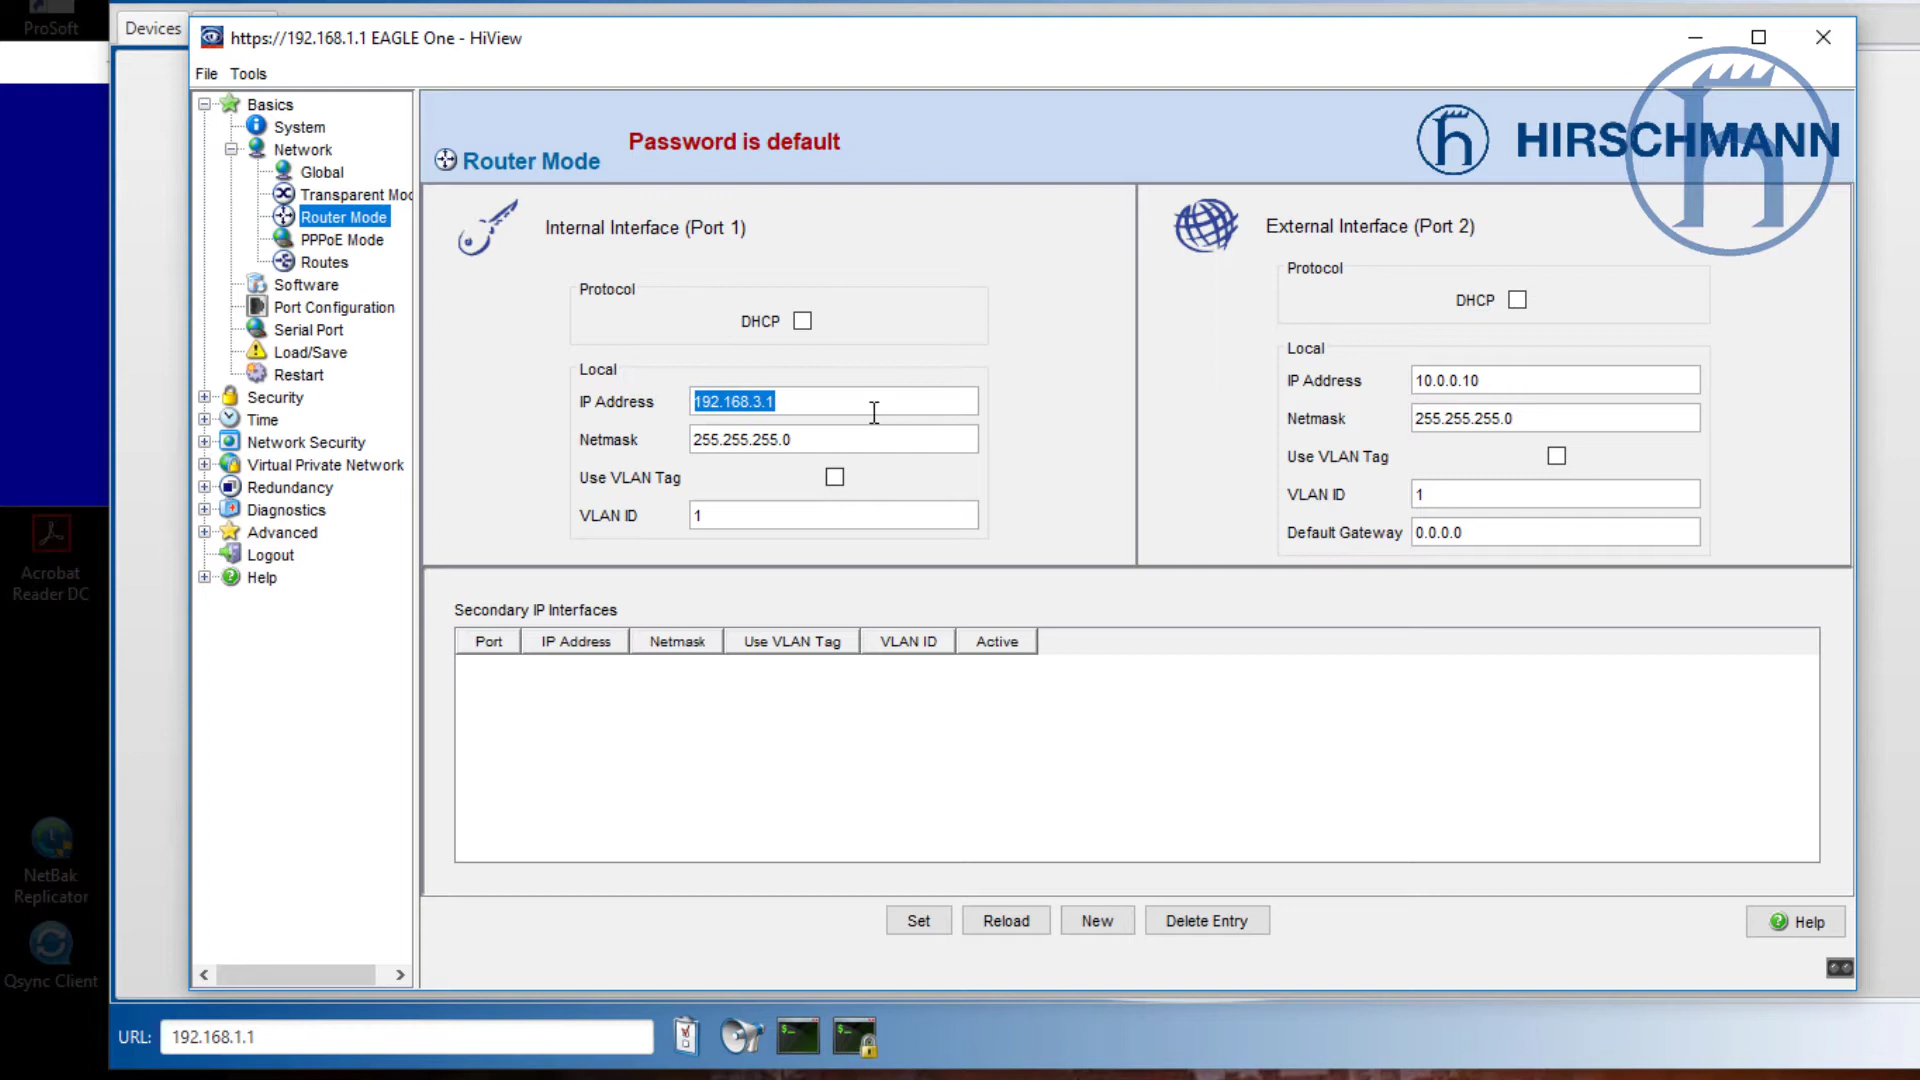 ProSoft
Devices
https://192.168.1.1 EAGLE One - HiView
File Tools
Basics
System
Network
Global
Transparent Mod
Router Mode
PPPoE Mode
Routes
Software
Port Configuration
Serial Port
Load/Save
Restart
Security
Time
Network Security
Virtual Private Network
Redundancy
Diagnostics
Advanced
Logout
Help
Router Mode
Password is default
HIRSCHMANN
Internal Interface (Port 1)
Protocol
DHCP
Local
IP Address 192.168.3.1
Netmask 255.255.255.0
Use VLAN Tag
VLAN ID 1
External Interface (Port 2)
Protocol
DHCP
Local
IP Address 10.0.0.10
Netmask 255.255.255.0
Use VLAN Tag
VLAN ID 1
Default Gateway 0.0.0.0
Secondary IP Interfaces
Port IP Address Netmask Use VLAN Tag VLAN ID Active
Set Reload New Delete Entry Help
Acrobat
Reader DC
NetBak
Replicator
Qsync Client
URL: 192.168.1.1